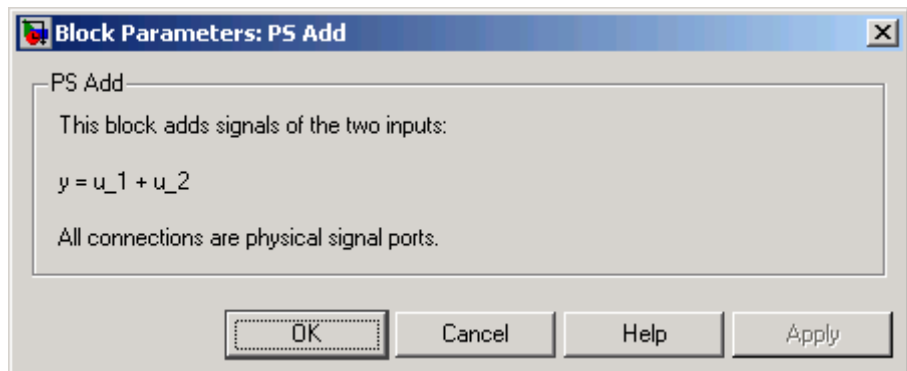 Block Parameters: PS Add
PS Add
This block adds signals of the two inputs:
y = u_1 + u_2
All connections are physical signal ports.
OK Cancel Help Apply